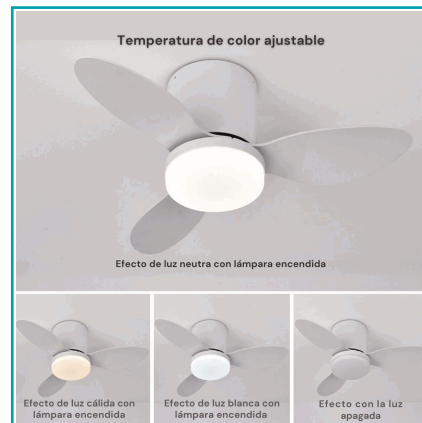 Temperatura de color ajustable
Efecto de luz neutra con lámpara encendida
Efecto de luz cálida con
lámpara encendida
Efecto de luz blanca con
lámpara encendida
Efecto con la luz
apagada